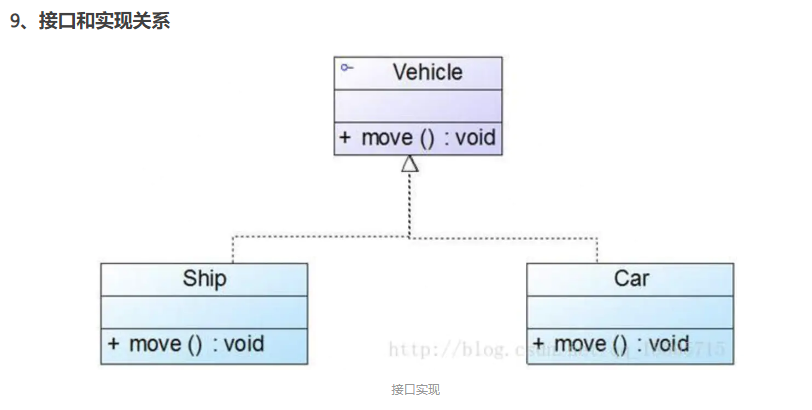 9、接口和实现关系
Vehicle
+ move () : void
Ship
+ move () : void
Car
+ move () : void
接口实现